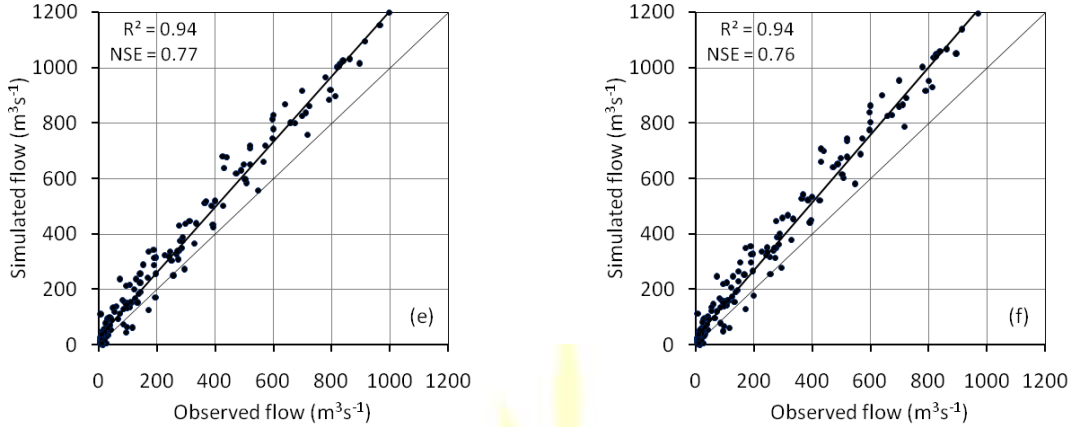 R² = 0.94
NSE = 0.77
(e)
1200
1000
800
600
400
200
0
0 200 400 600 800 1000 1200
Simulated flow (m³s⁻¹)
Observed flow (m³s⁻¹)
R² = 0.94
NSE = 0.76
(f)
1200
1000
800
600
400
200
0
0 200 400 600 800 1000 1200
Simulated flow (m³s⁻¹)
Observed flow (m³s⁻¹)